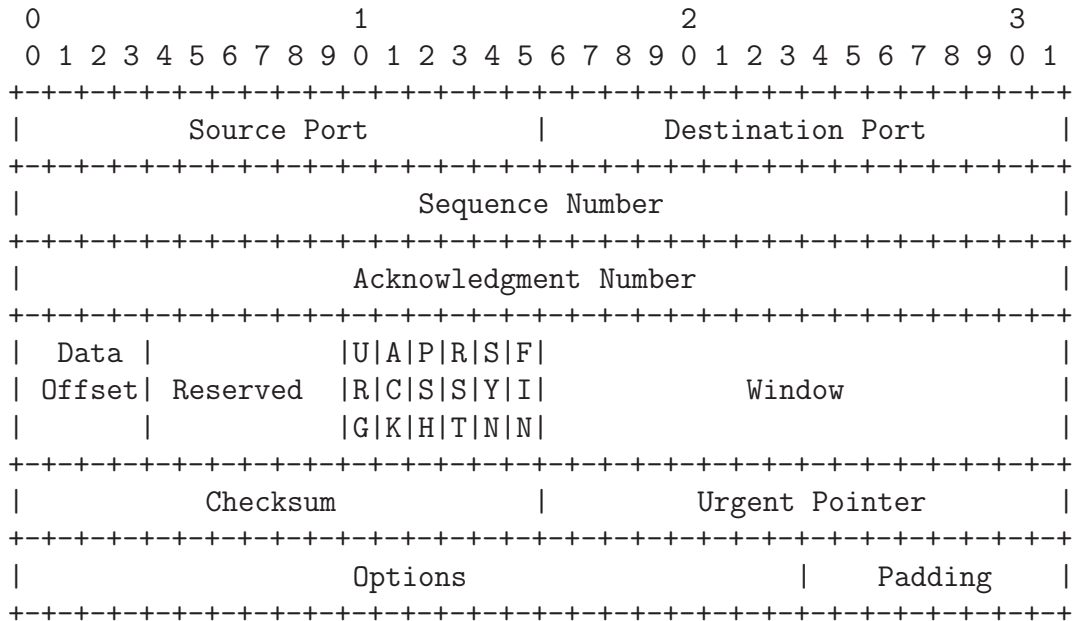 0                   1                   2                   3
 0 1 2 3 4 5 6 7 8 9 0 1 2 3 4 5 6 7 8 9 0 1 2 3 4 5 6 7 8 9 0 1
+-+-+-+-+-+-+-+-+-+-+-+-+-+-+-+-+-+-+-+-+-+-+-+-+-+-+-+-+-+-+-+-+
|          Source Port          |       Destination Port        |
+-+-+-+-+-+-+-+-+-+-+-+-+-+-+-+-+-+-+-+-+-+-+-+-+-+-+-+-+-+-+-+-+
|                        Sequence Number                        |
+-+-+-+-+-+-+-+-+-+-+-+-+-+-+-+-+-+-+-+-+-+-+-+-+-+-+-+-+-+-+-+-+
|                    Acknowledgment Number                      |
+-+-+-+-+-+-+-+-+-+-+-+-+-+-+-+-+-+-+-+-+-+-+-+-+-+-+-+-+-+-+-+-+
|  Data |           |U|A|P|R|S|F|                               |
| Offset| Reserved  |R|C|S|S|Y|I|            Window             |
|       |           |G|K|H|T|N|N|                               |
+-+-+-+-+-+-+-+-+-+-+-+-+-+-+-+-+-+-+-+-+-+-+-+-+-+-+-+-+-+-+-+-+
|           Checksum            |         Urgent Pointer        |
+-+-+-+-+-+-+-+-+-+-+-+-+-+-+-+-+-+-+-+-+-+-+-+-+-+-+-+-+-+-+-+-+
|                    Options                    |    Padding    |
+-+-+-+-+-+-+-+-+-+-+-+-+-+-+-+-+-+-+-+-+-+-+-+-+-+-+-+-+-+-+-+-+